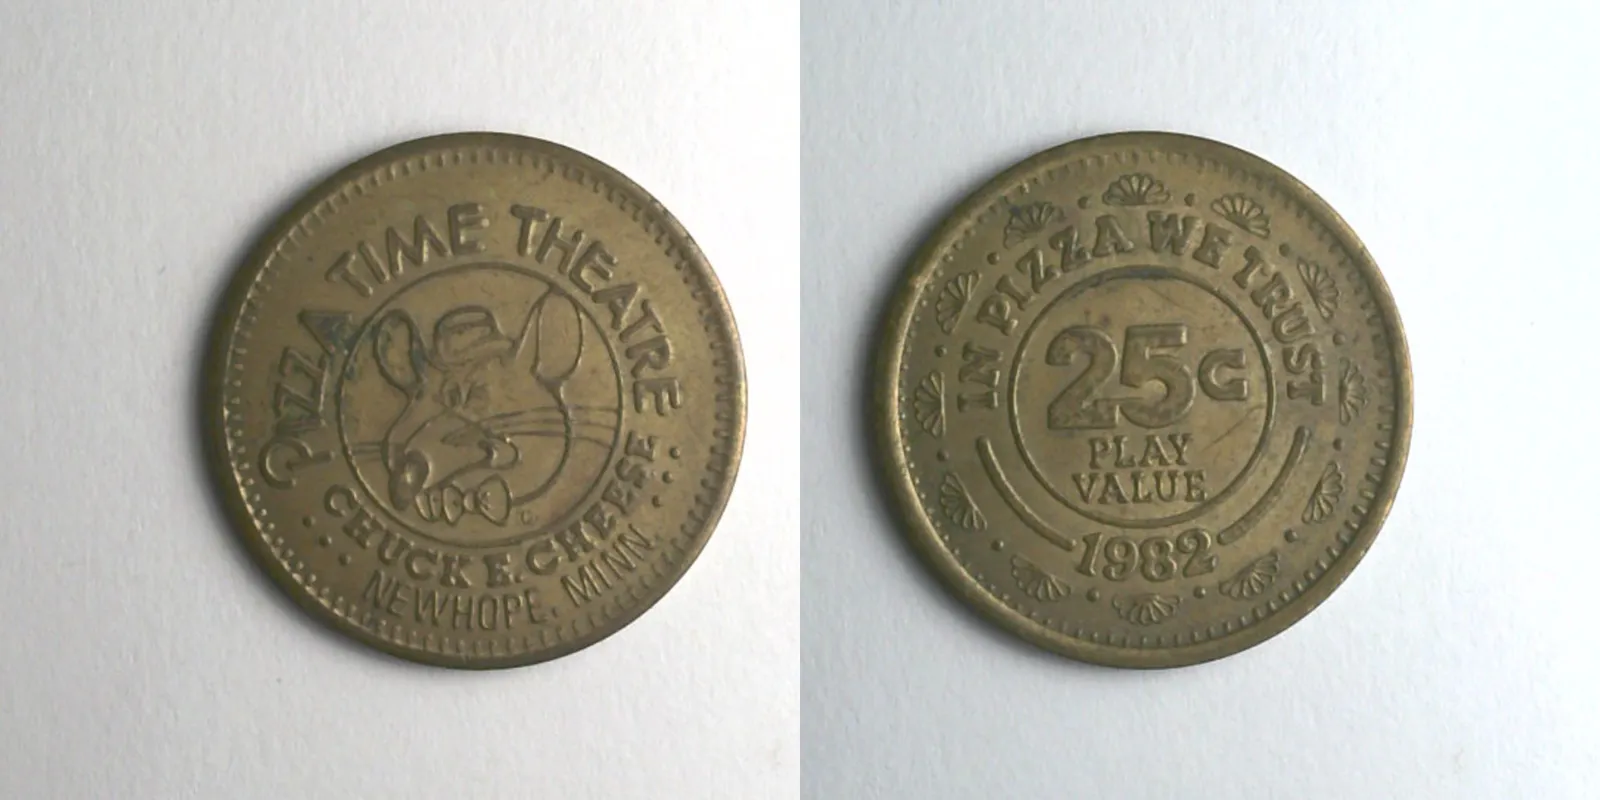 PIZZA TIME THEATRE
CHUCK E. CHEESE
NEWHOPE, MINN.
IN PIZZA WE TRUST
25¢
PLAY
VALUE
1982